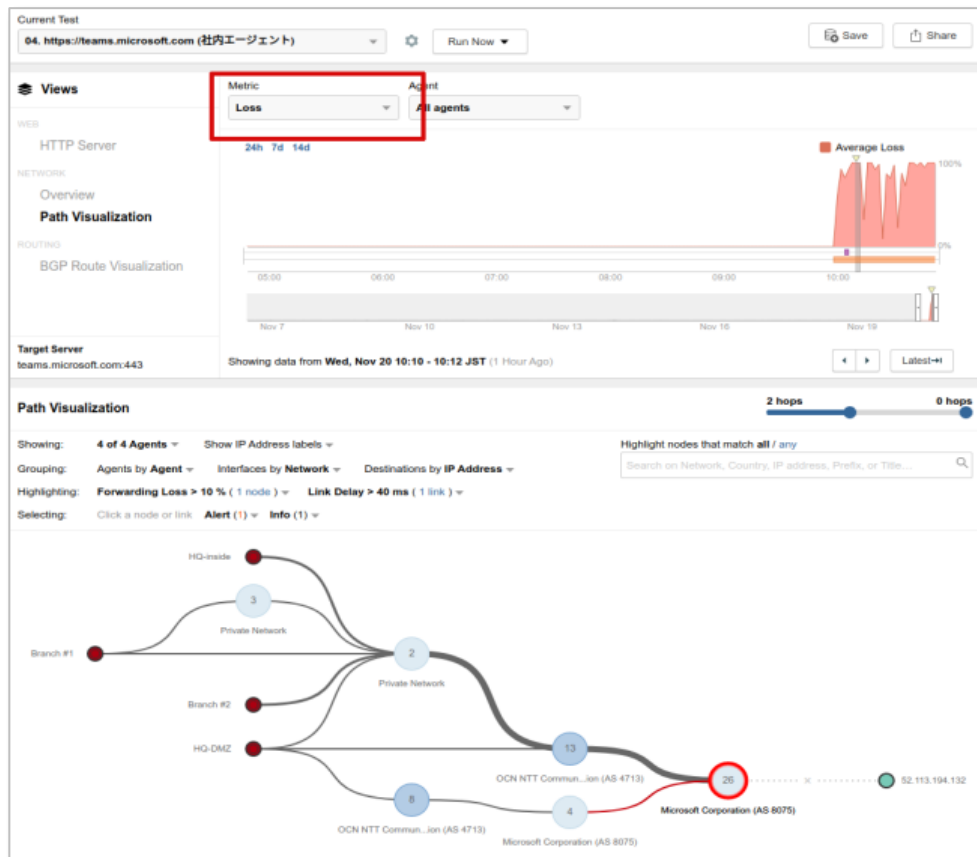 Current Test
04. https://teams.microsoft.com (社内エージェント)
Run Now
Save
Share
Views
Metric
Agent
Loss
All agents
WEB
HTTP Server
24h 7d 14d
Average Loss
100%
NETWORK
Overview
Path Visualization
ROUTING
BGP Route Visualization
0%
05:00 06:00 07:00 08:00 09:00 10:00
Nov 7 Nov 10 Nov 13 Nov 16 Nov 19
Target Server
teams.microsoft.com:443
Showing data from Wed, Nov 20 10:10 - 10:12 JST (1 Hour Ago)
Latest
Path Visualization
2 hops
0 hops
Showing: 4 of 4 Agents Show IP Address labels
Highlight nodes that match all / any
Grouping: Agents by Agent Interfaces by Network Destinations by IP Address
Search on Network, Country, IP address, Prefix, or Title...
Highlighting: Forwarding Loss > 10 % ( 1 node ) Link Delay > 40 ms ( 1 link )
Selecting: Click a node or link Alert (1) Info (1)
HQ-inside
3
Private Network
Branch #1
2
Private Network
Branch #2
HQ-DMZ
13
OCN NTT Commun...ion (AS 4713)
26
Microsoft Corporation (AS 8075)
52.113.194.132
8
OCN NTT Commun...ion (AS 4713)
4
Microsoft Corporation (AS 8075)